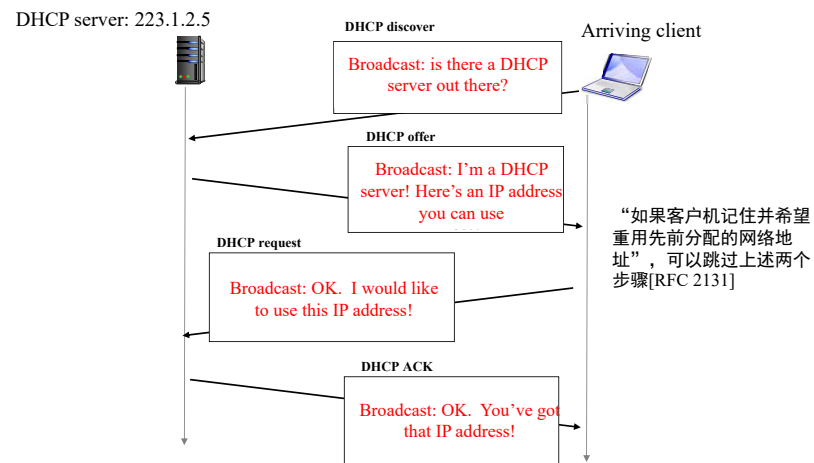 DHCP server: 223.1.2.5
DHCP discover
Arriving client
Broadcast: is there a DHCP
server out there?
DHCP offer
Broadcast: I’m a DHCP
server! Here’s an IP address
you can use
“如果客户机记住并希望
重用先前分配的网络地
址”，可以跳过上述两个
步骤[RFC 2131]
DHCP request
Broadcast: OK.  I would like
to use this IP address!
DHCP ACK
Broadcast: OK.  You’ve got
that IP address!